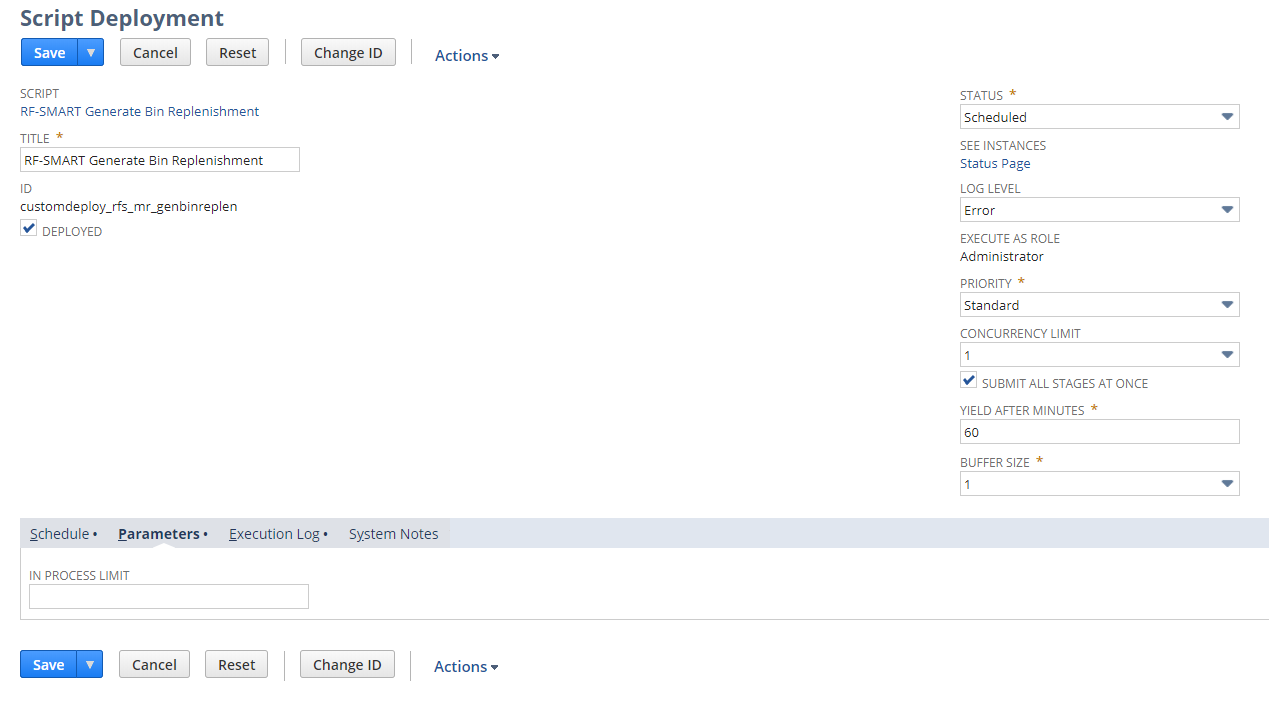 Script Deployment
Save
Cancel
Reset
Change ID
Actions
SCRIPT
RF-SMART Generate Bin Replenishment
TITLE *
RF-SMART Generate Bin Replenishment
ID
customdeploy_rfs_mr_genbinreplen
DEPLOYED
STATUS *
Scheduled
SEE INSTANCES
Status Page
LOG LEVEL
Error
EXECUTE AS ROLE
Administrator
PRIORITY *
Standard
CONCURRENCY LIMIT
1
SUBMIT ALL STAGES AT ONCE
YIELD AFTER MINUTES *
60
BUFFER SIZE *
1
Schedule • Parameters • Execution Log • System Notes
IN PROCESS LIMIT
Save
Cancel
Reset
Change ID
Actions